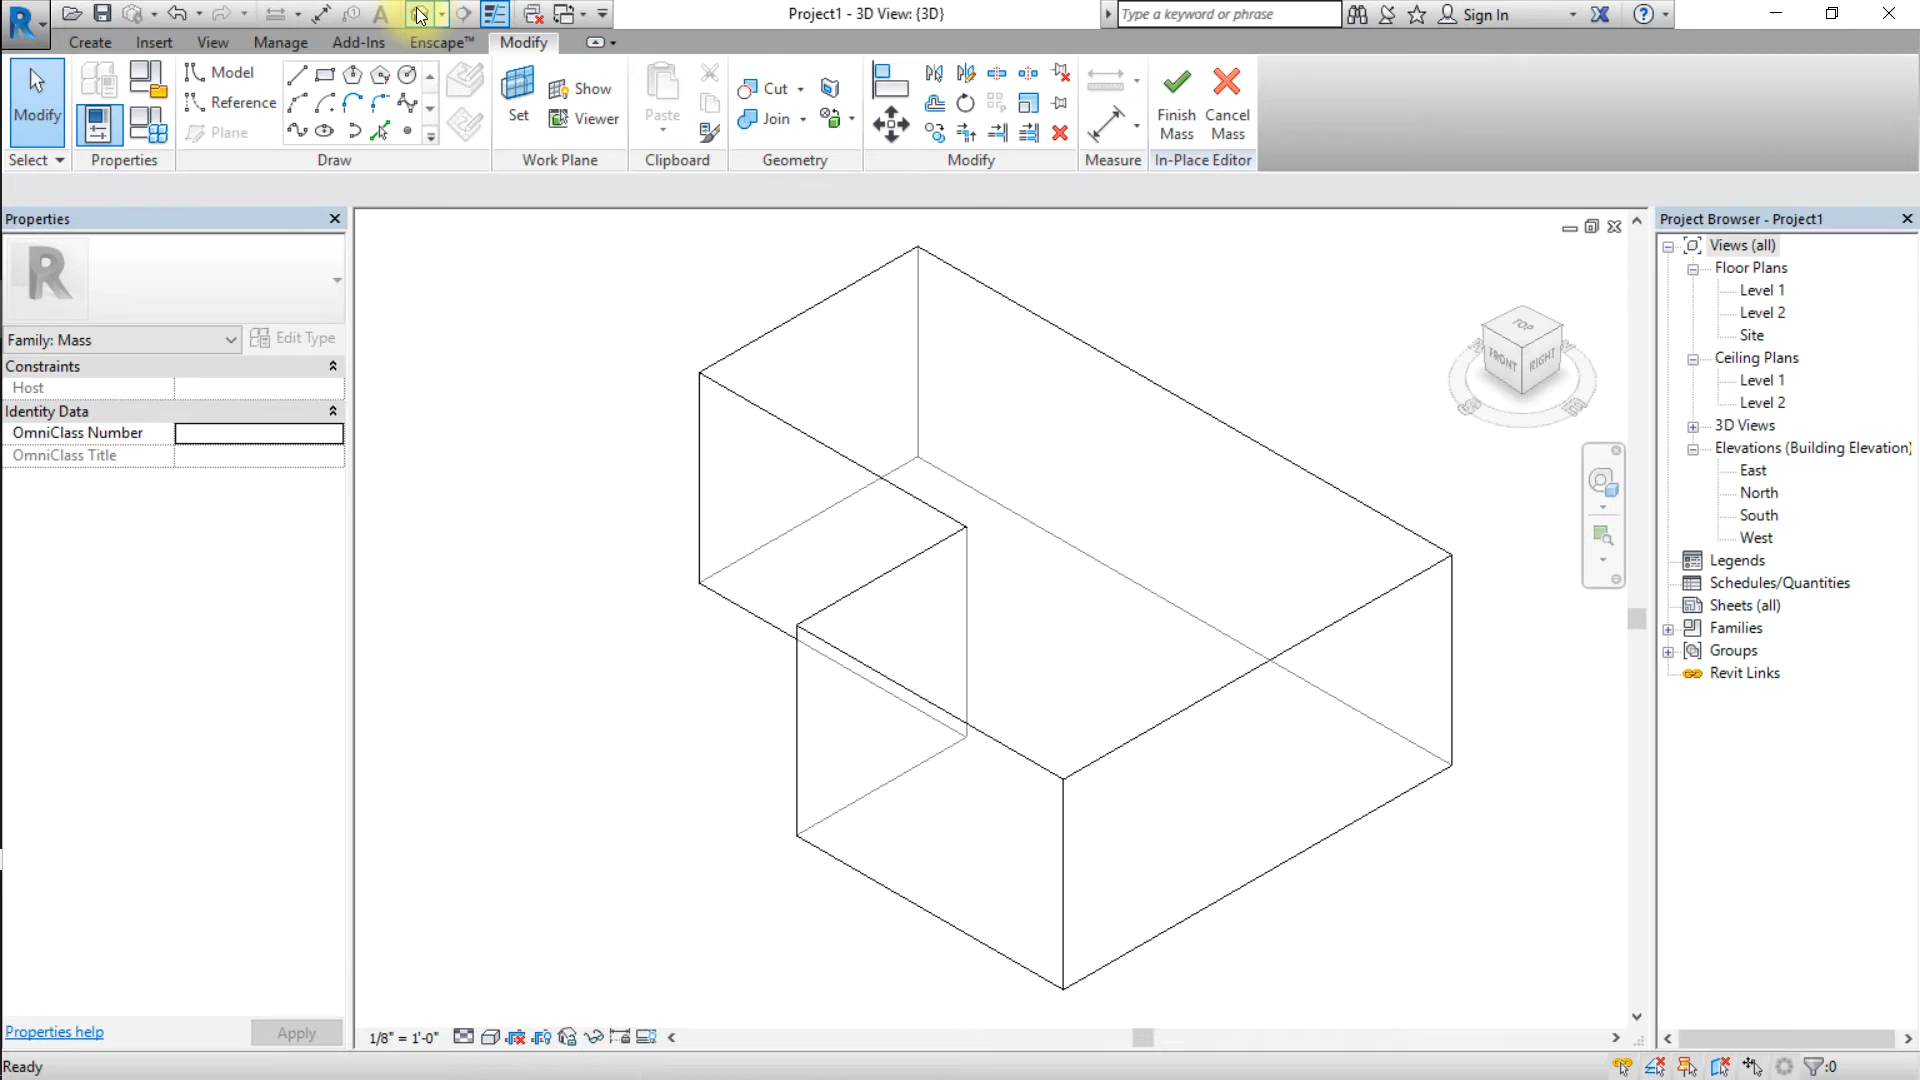 Project1 - 3D View: {3D}
Type a keyword or phrase
Sign In
Create
Insert
View
Manage
Add-Ins
Enscape™
Modify
Modify
Model
Reference
Plane
Set
Show
Viewer
Paste
Cut
Join
Finish
Mass
Cancel
Mass
Select
Properties
Draw
Work Plane
Clipboard
Geometry
Modify
Measure
In-Place Editor
Properties
Family: Mass
Edit Type
Constraints
Host
Identity Data
OmniClass Number
OmniClass Title
Properties help
Apply
TOP
FRONT
RIGHT
Project Browser - Project1
Views (all)
Floor Plans
Level 1
Level 2
Site
Ceiling Plans
Level 1
Level 2
3D Views
Elevations (Building Elevation)
East
North
South
West
Legends
Schedules/Quantities
Sheets (all)
Families
Groups
Revit Links
1/8" = 1'-0"
Ready
:0